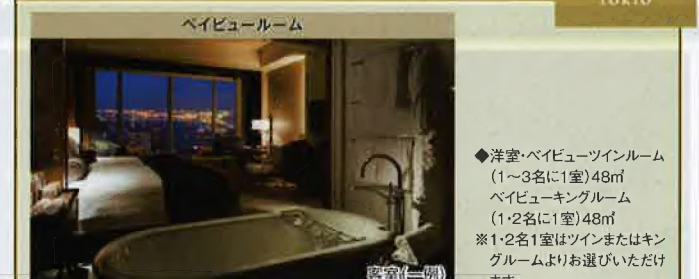 TOKYO
ベイビュールーム
◆洋室・ベイビューツインルーム
(1〜3名に1室)48㎡
ベイビューキングルーム
(1・2名に1室)48㎡
※1・2名1室はツインまたはキン
グルームよりお選びいただけ
ます
客室(一例)